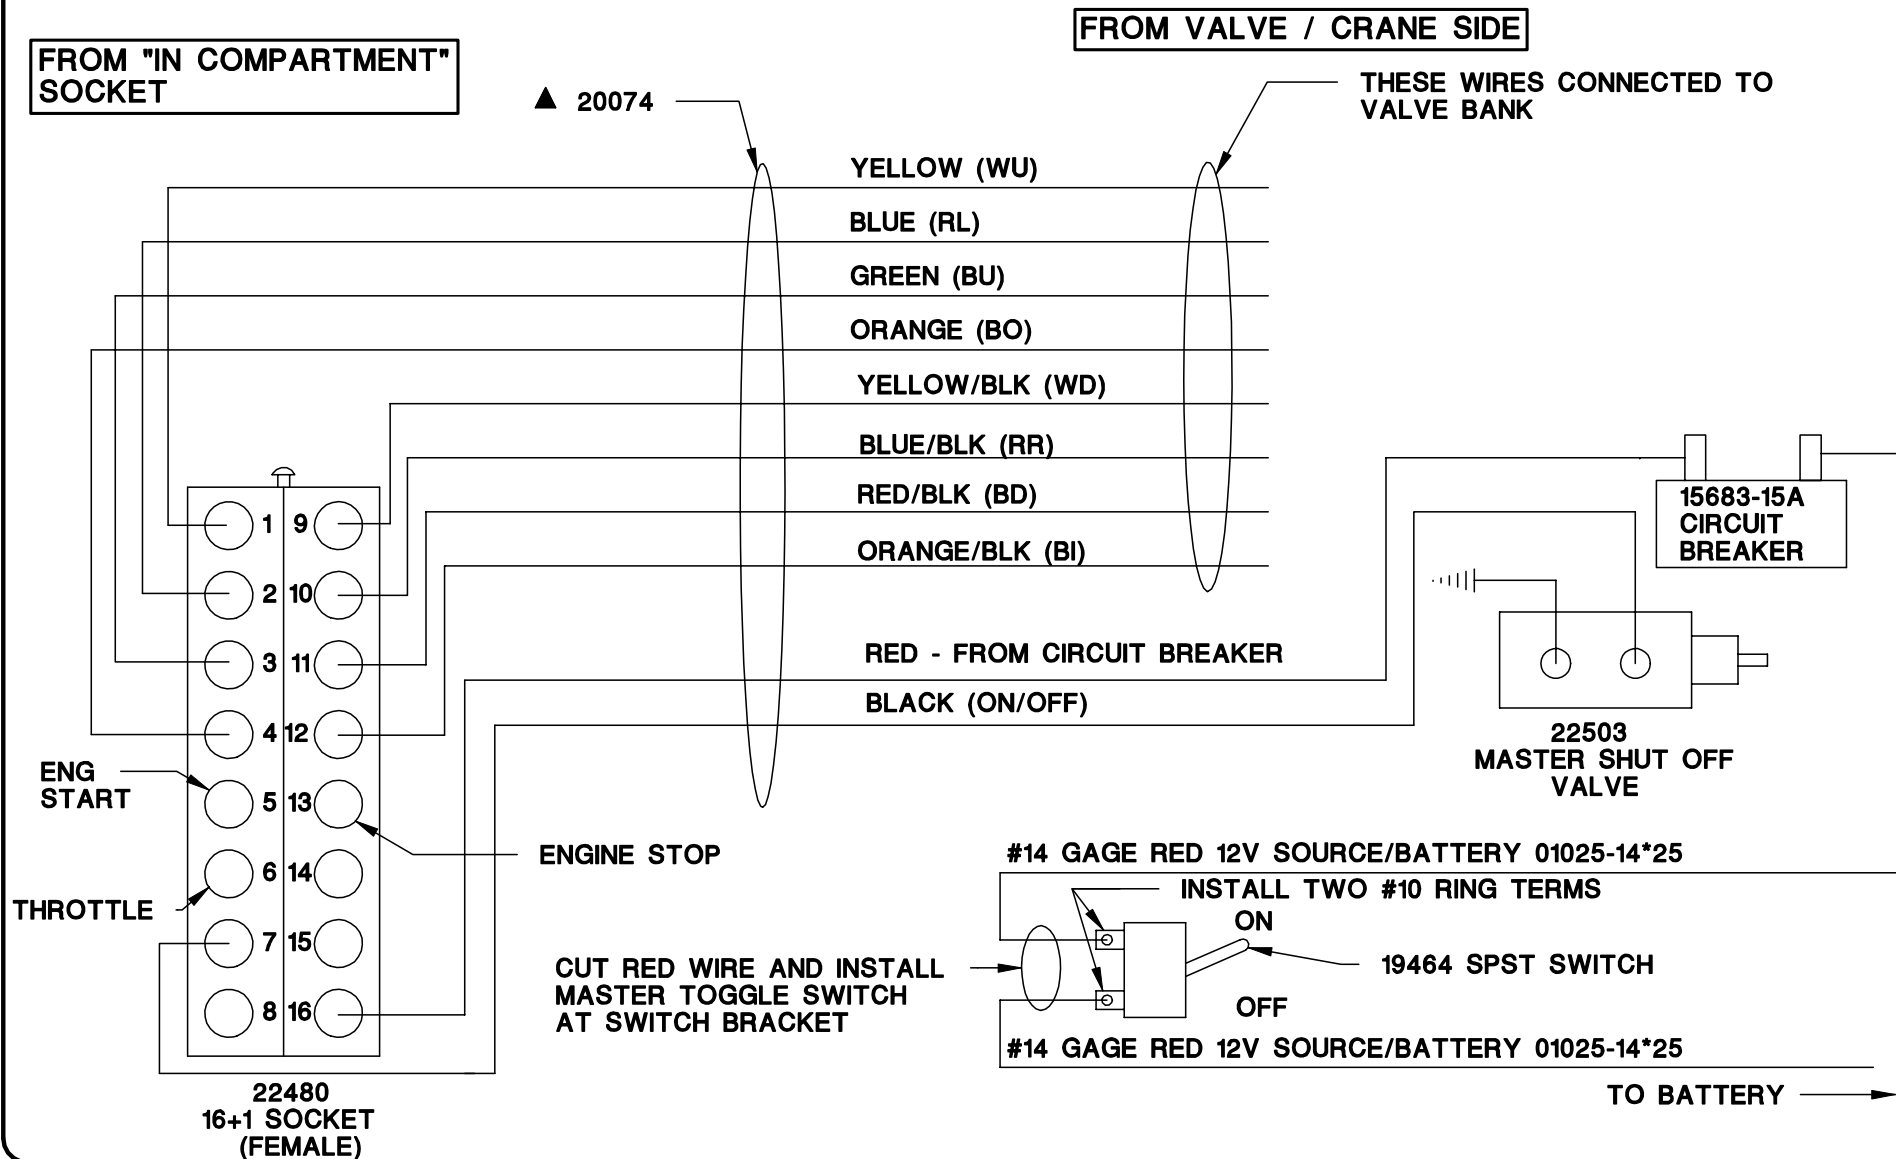 FROM VALVE / CRANE SIDE
FROM "IN COMPARTMENT"
SOCKET
▲ 20074
THESE WIRES CONNECTED TO
VALVE BANK
YELLOW (WU)
BLUE (RL)
GREEN (BU)
ORANGE (BO)
YELLOW/BLK (WD)
BLUE/BLK (RR)
RED/BLK (BD)
ORANGE/BLK (BI)
RED - FROM CIRCUIT BREAKER
BLACK (ON/OFF)
15683-15A
CIRCUIT
BREAKER
22503
MASTER SHUT OFF
VALVE
1 9
2 10
3 11
4 12
5 13
6 14
7 15
8 16
ENG
START
THROTTLE
ENGINE STOP
22480
16+1 SOCKET
(FEMALE)
#14 GAGE RED 12V SOURCE/BATTERY 01025-14*25
INSTALL TWO #10 RING TERMS
ON
19464 SPST SWITCH
OFF
CUT RED WIRE AND INSTALL
MASTER TOGGLE SWITCH
AT SWITCH BRACKET
#14 GAGE RED 12V SOURCE/BATTERY 01025-14*25
TO BATTERY